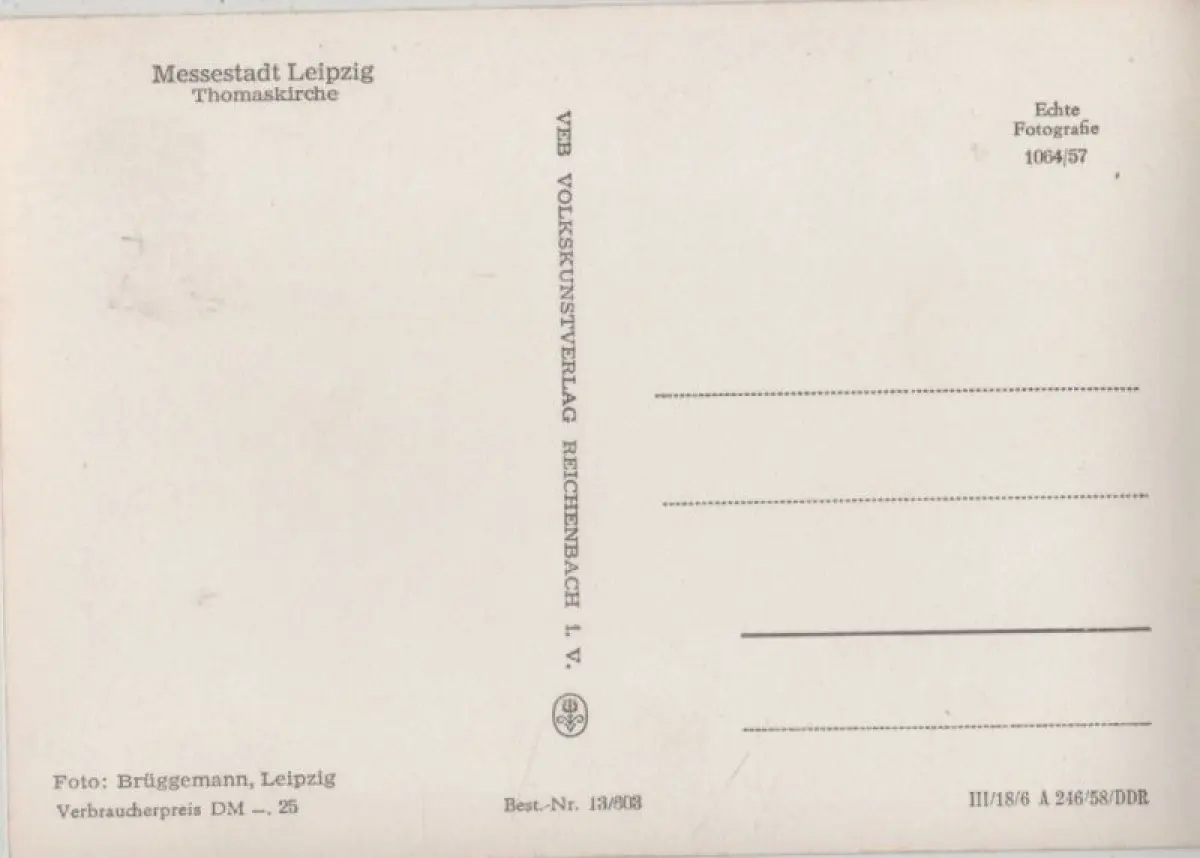 Messestadt Leipzig
Thomaskirche
VEB VOLKSKUNSTVERLAG REICHENBACH i. V.
Echte
Fotografie
1064/57
Foto: Brüggemann, Leipzig
Verbraucherpreis DM —. 25
Best.-Nr. 13/603
III/18/6 A 246/58/DDR